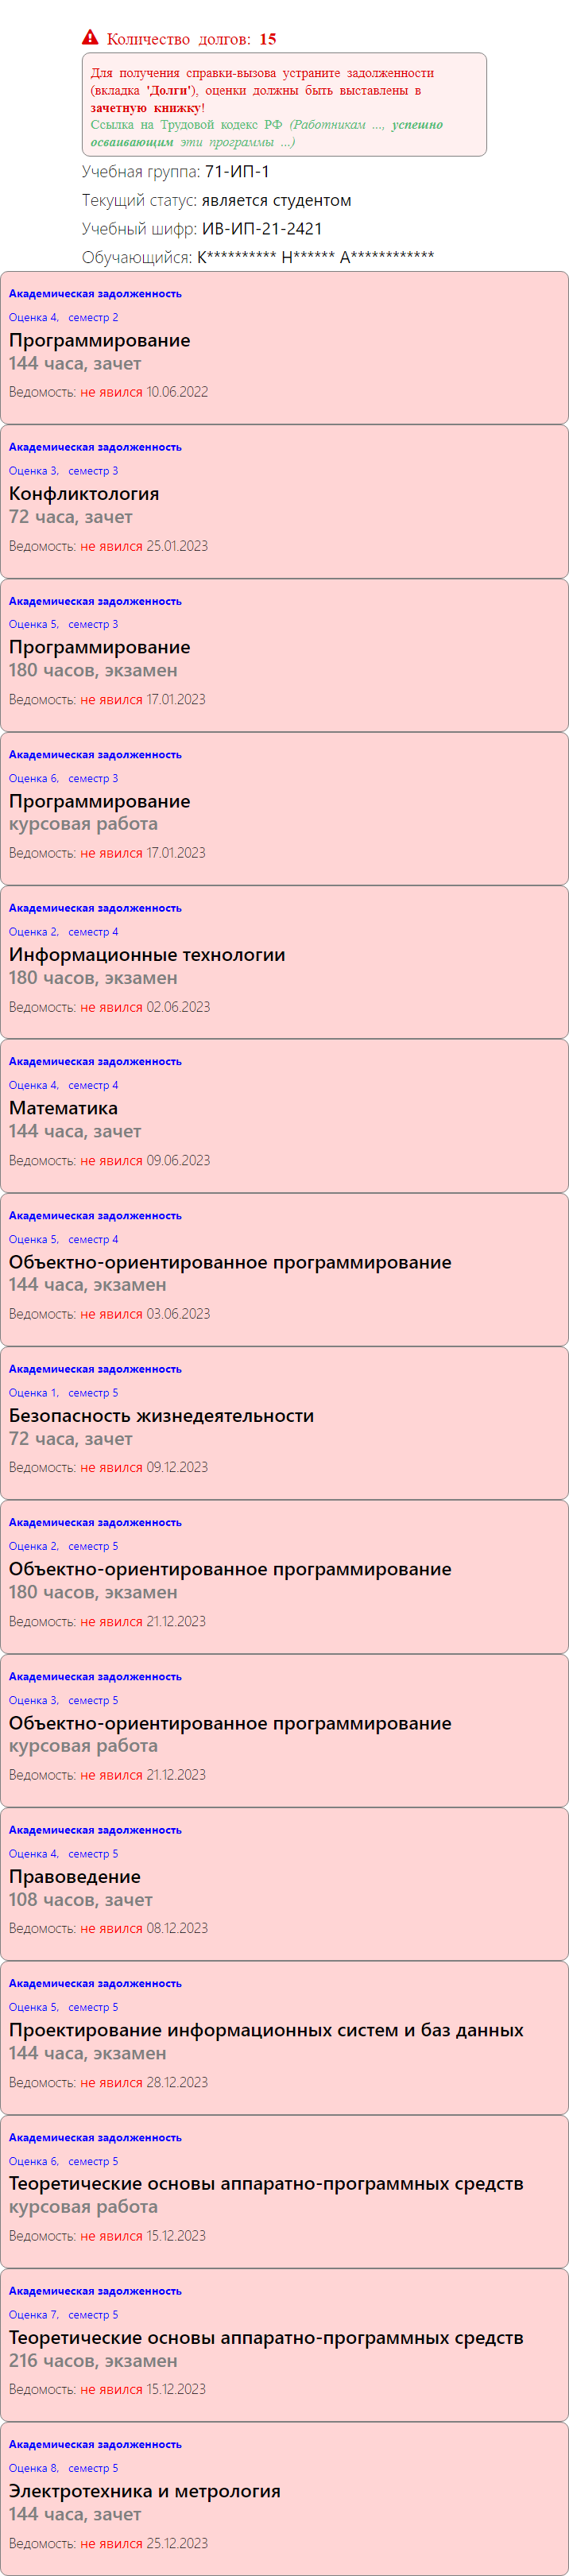 Количество долгов: 15
Для получения справки-вызова устраните задолженности
(вкладка 'Долги'), оценки должны быть выставлены в
зачетную книжку!
Ссылка на Трудовой кодекс РФ (Работникам ..., успешно
осваивающим эти программы ...)
Учебная группа: 71-ИП-1
Текущий статус: является студентом
Учебный шифр: ИВ-ИП-21-2421
Обучающийся: К********** Н****** А************
Академическая задолженность
Оценка 4, семестр 2
Программирование
144 часа, зачет
Ведомость: не явился 10.06.2022
Академическая задолженность
Оценка 3, семестр 3
Конфликтология
72 часа, зачет
Ведомость: не явился 25.01.2023
Академическая задолженность
Оценка 5, семестр 3
Программирование
180 часов, экзамен
Ведомость: не явился 17.01.2023
Академическая задолженность
Оценка 6, семестр 3
Программирование
курсовая работа
Ведомость: не явился 17.01.2023
Академическая задолженность
Оценка 2, семестр 4
Информационные технологии
180 часов, экзамен
Ведомость: не явился 02.06.2023
Академическая задолженность
Оценка 4, семестр 4
Математика
144 часа, зачет
Ведомость: не явился 09.06.2023
Академическая задолженность
Оценка 5, семестр 4
Объектно-ориентированное программирование
144 часа, экзамен
Ведомость: не явился 03.06.2023
Академическая задолженность
Оценка 1, семестр 5
Безопасность жизнедеятельности
72 часа, зачет
Ведомость: не явился 09.12.2023
Академическая задолженность
Оценка 2, семестр 5
Объектно-ориентированное программирование
180 часов, экзамен
Ведомость: не явился 21.12.2023
Академическая задолженность
Оценка 3, семестр 5
Объектно-ориентированное программирование
курсовая работа
Ведомость: не явился 21.12.2023
Академическая задолженность
Оценка 4, семестр 5
Правоведение
108 часов, зачет
Ведомость: не явился 08.12.2023
Академическая задолженность
Оценка 5, семестр 5
Проектирование информационных систем и баз данных
144 часа, экзамен
Ведомость: не явился 28.12.2023
Академическая задолженность
Оценка 6, семестр 5
Теоретические основы аппаратно-программных средств
курсовая работа
Ведомость: не явился 15.12.2023
Академическая задолженность
Оценка 7, семестр 5
Теоретические основы аппаратно-программных средств
216 часов, экзамен
Ведомость: не явился 15.12.2023
Академическая задолженность
Оценка 8, семестр 5
Электротехника и метрология
144 часа, зачет
Ведомость: не явился 25.12.2023